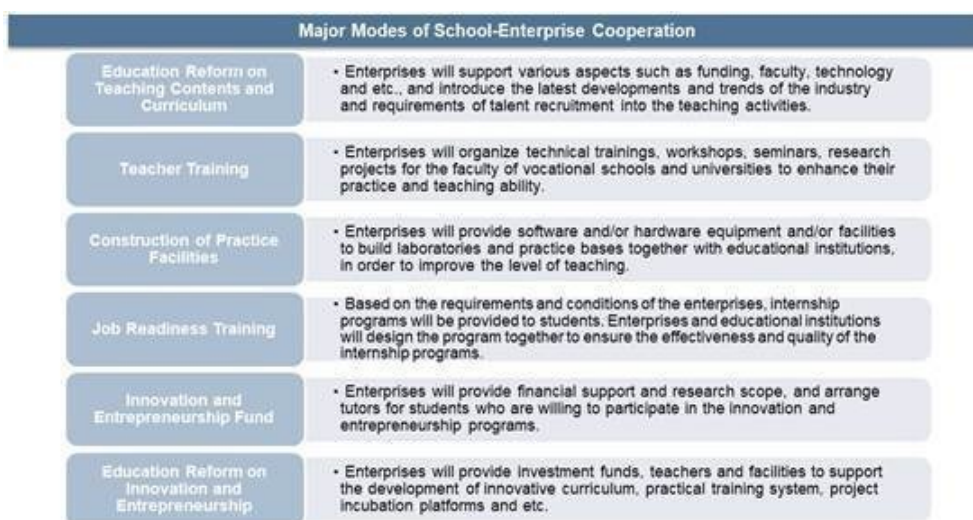 Major Modes of School-Enterprise Cooperation
Education Reform on
Teaching Contents and
Curriculum
• Enterprises will support various aspects such as funding, faculty, technology
and etc., and introduce the latest developments and trends of the industry
and requirements of talent recruitment into the teaching activities.
Teacher Training
• Enterprises will organize technical trainings, workshops, seminars, research
projects for the faculty of vocational schools and universities to enhance their
practice and teaching ability.
Construction of Practice
Facilities
• Enterprises will provide software and/or hardware equipment and/or facilities
to build laboratories and practice bases together with educational institutions,
in order to improve the level of teaching.
Job Readiness Training
• Based on the requirements and conditions of the enterprises, internship
programs will be provided to students. Enterprises and educational institutions
will design the program together to ensure the effectiveness and quality of the
internship programs.
Innovation and
Entrepreneurship Fund
• Enterprises will provide financial support and research scope, and arrange
tutors for students who are willing to participate in the innovation and
entrepreneurship programs.
Education Reform on
Innovation and
Entrepreneurship
• Enterprises will provide investment funds, teachers and facilities to support
the development of innovative curriculum, practical training system, project
incubation platforms and etc.